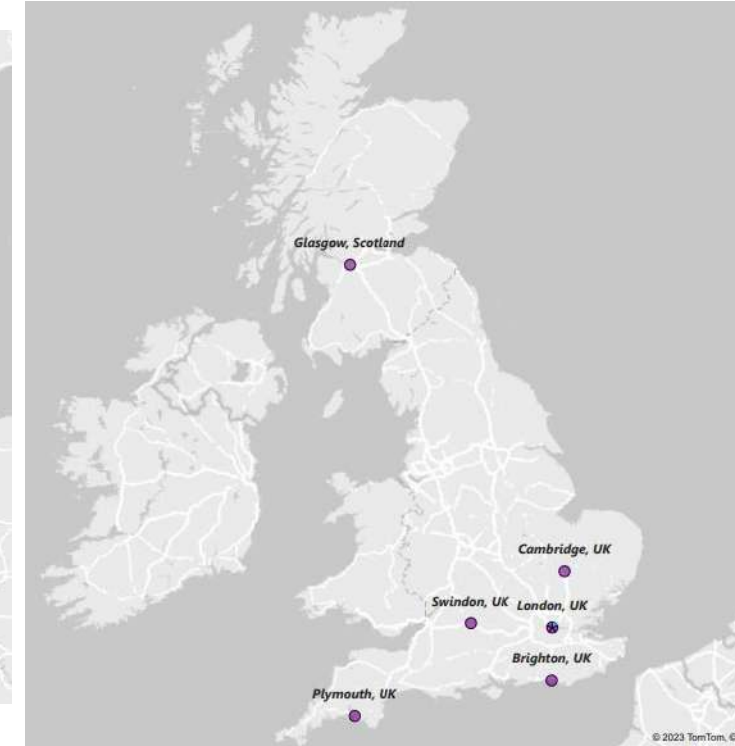 Glasgow, Scotland
Cambridge, UK
Swindon, UK
London, UK
Brighton, UK
Plymouth, UK
© 2023 TomTom, ©